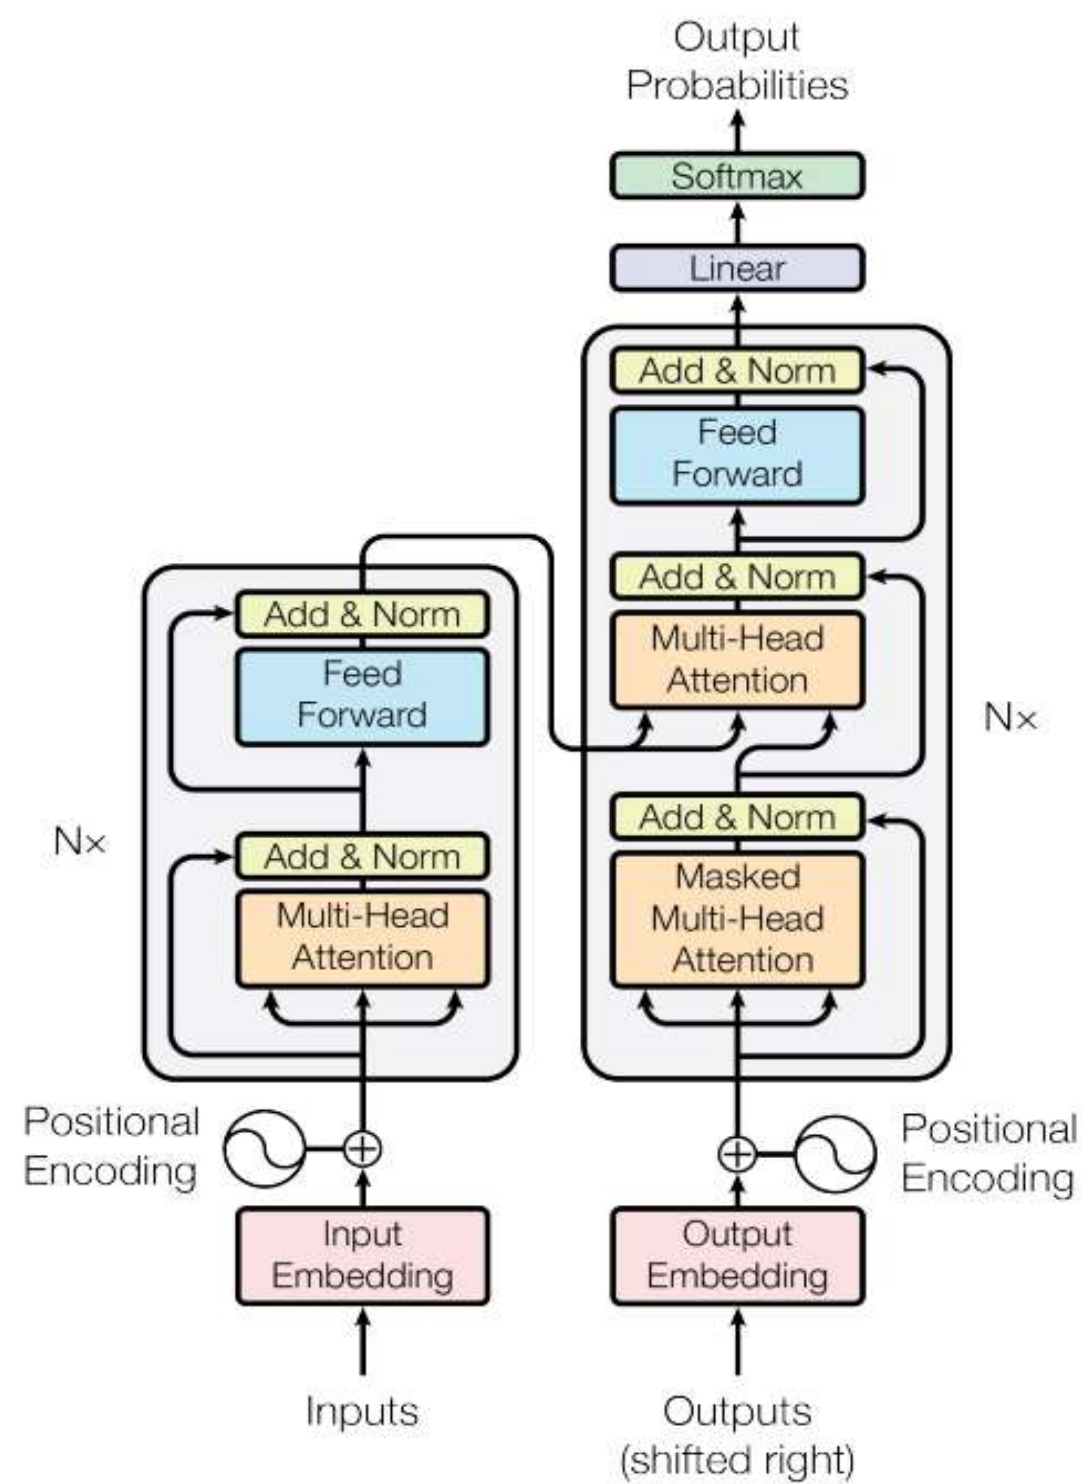 Output
Probabilities
Softmax
Linear
Add & Norm
Feed
Forward
Add & Norm
Multi-Head
Attention
Add & Norm
Masked
Multi-Head
Attention
Nx
Add & Norm
Feed
Forward
Add & Norm
Multi-Head
Attention
Nx
Positional
Encoding
Positional
Encoding
Input
Embedding
Output
Embedding
Inputs
Outputs
(shifted right)